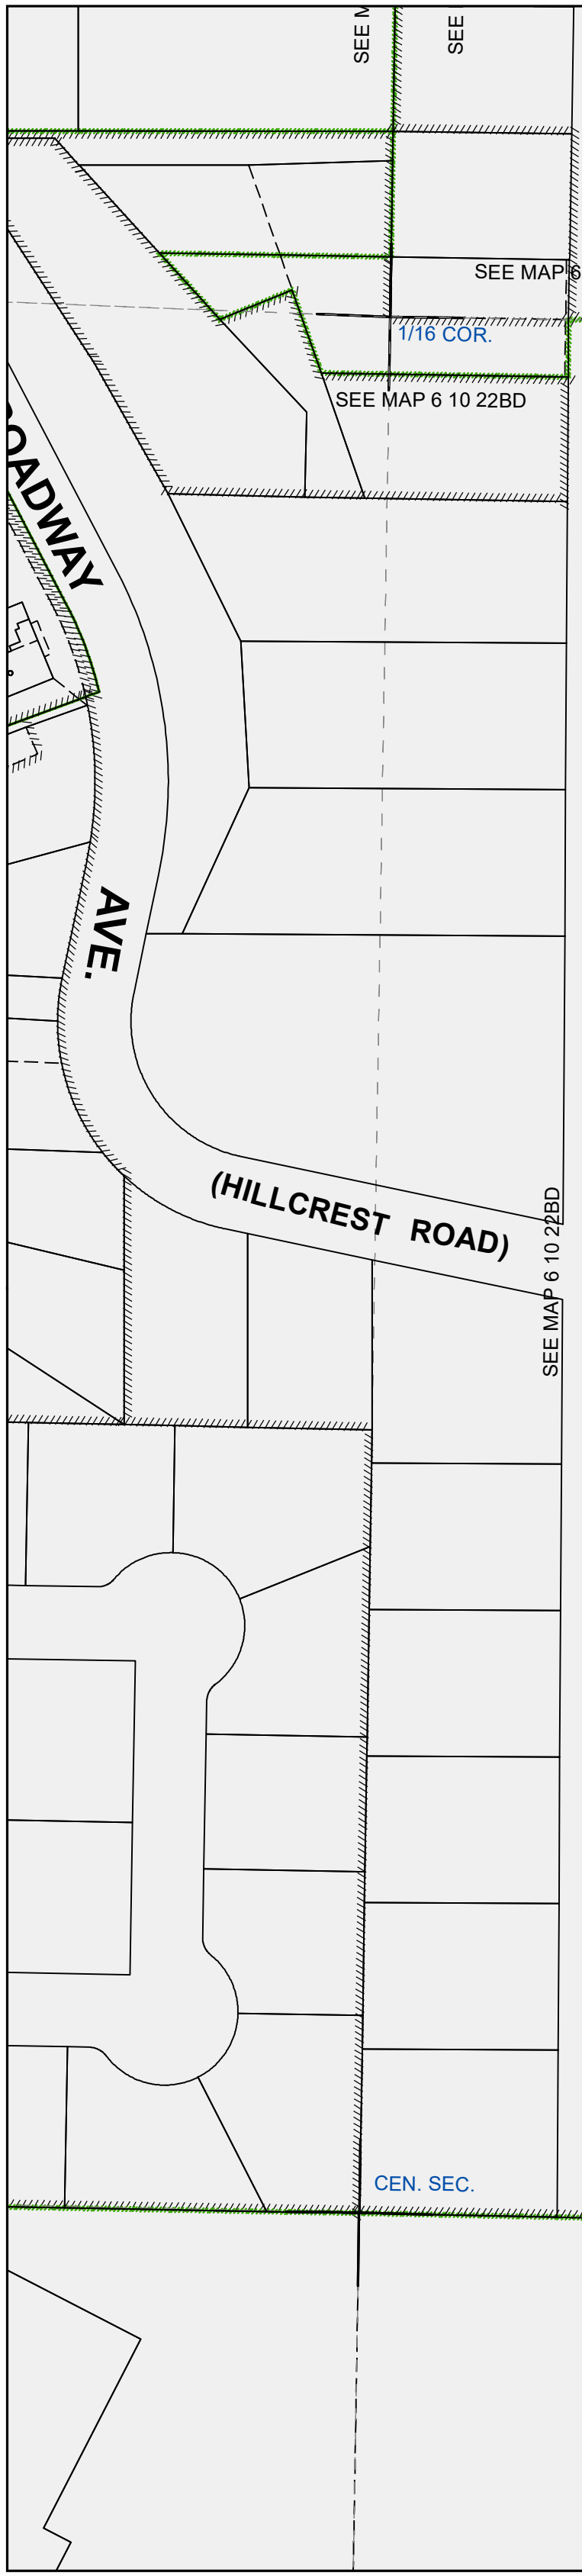 SEE
SEE
SEE MAP 6
1/16 COR.
SEE MAP 6 10 22BD
OADWAY
AVE.
(HILLCREST ROAD)
SEE MAP 6 10 22BD
CEN. SEC.